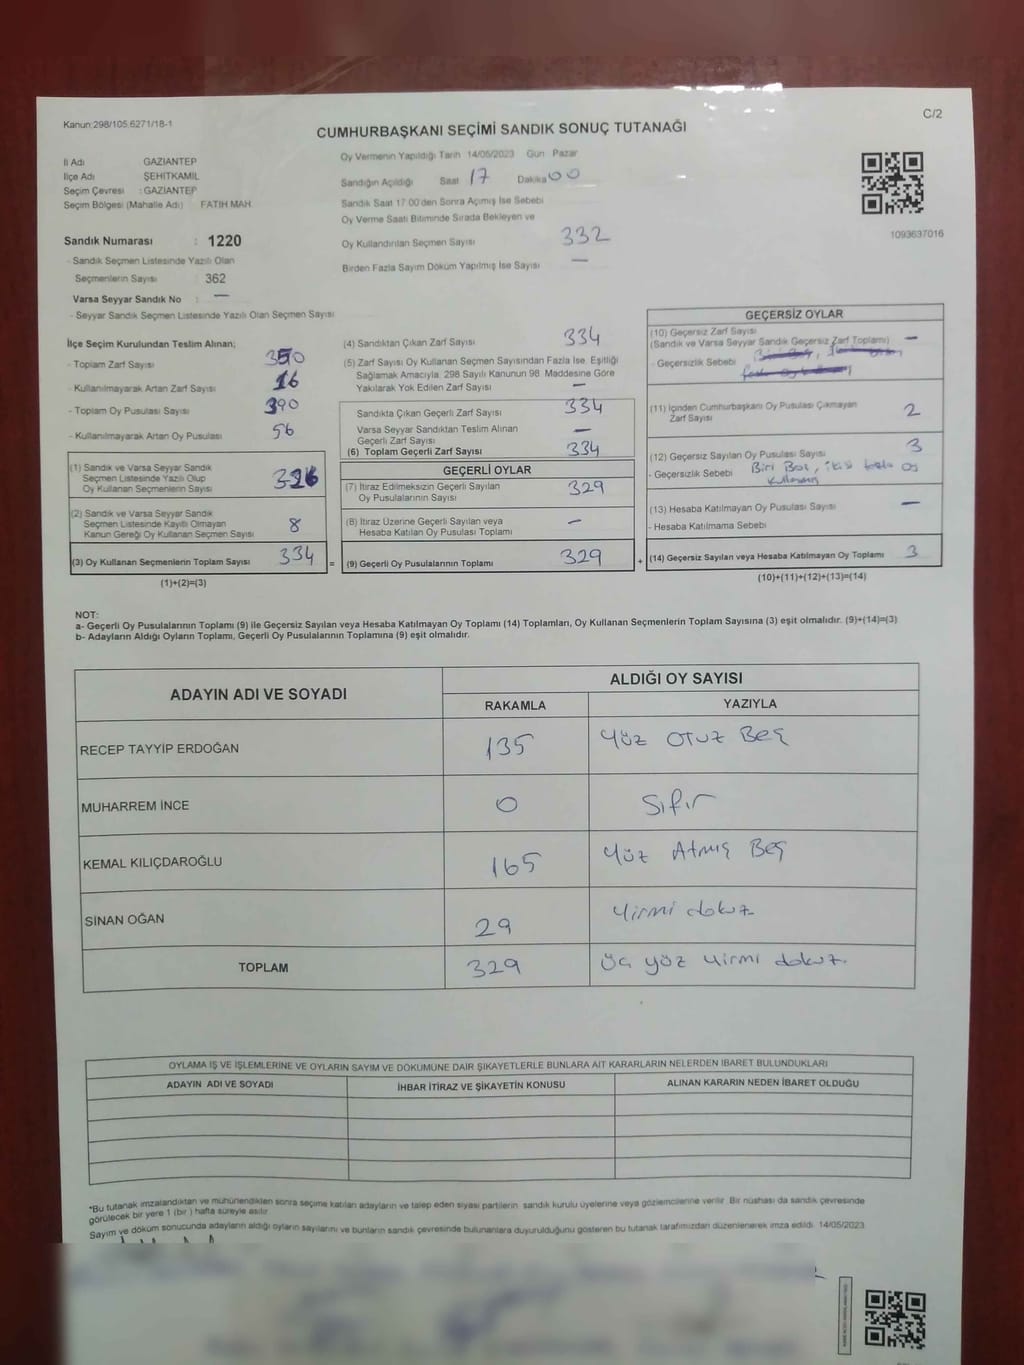 Kanun:298/105,6271/18-1
C/2
CUMHURBAŞKANI SEÇİMİ SANDIK SONUÇ TUTANAĞI
İl Adı GAZİANTEP
İlçe Adı ŞEHİTKAMİL
Seçim Çevresi : GAZİANTEP
Seçim Bölgesi (Mahalle Adı) FATİH MAH.
Sandık Numarası : 1220
- Sandık Seçmen Listesinde Yazılı Olan
Seçmenlerin Sayısı : 362
Varsa Seyyar Sandık No : —
- Seyyar Sandık Seçmen Listesinde Yazılı Olan Seçmen Sayısı
Oy Vermenin Yapıldığı Tarih 14/05/2023 Gün Pazar
Sandığın Açıldığı Saat 17 Dakika 00
Sandık Saat 17.00'den Sonra Açılmış İse Sebebi
Oy Verme Saati Bitiminde Sırada Bekleyen ve
Oy Kullandırılan Seçmen Sayısı 332
Birden Fazla Sayım Döküm Yapılmış İse Sayısı —
1093637016
İlçe Seçim Kurulundan Teslim Alınan;
- Toplam Zarf Sayısı 350
- Kullanılmayarak Artan Zarf Sayısı 16
- Toplam Oy Pusulası Sayısı 390
- Kullanılmayarak Artan Oy Pusulası 56
(1) Sandık ve Varsa Seyyar Sandık
Seçmen Listesinde Yazılı Olup
Oy Kullanan Seçmenlerin Sayısı 326
(2) Sandık ve Varsa Seyyar Sandık
Seçmen Listesinde Kayıtlı Olmayan
Kanun Gereği Oy Kullanan Seçmen Sayısı 8
(3) Oy Kullanan Seçmenlerin Toplam Sayısı 334 =
(1)+(2)=(3)
(4) Sandıktan Çıkan Zarf Sayısı 334
(5) Zarf Sayısı Oy Kullanan Seçmen Sayısından Fazla İse, Eşitliği
Sağlamak Amacıyla, 298 Sayılı Kanunun 98. Maddesine Göre
Yakılarak Yok Edilen Zarf Sayısı —
Sandıkta Çıkan Geçerli Zarf Sayısı 334
Varsa Seyyar Sandıktan Teslim Alınan
Geçerli Zarf Sayısı —
(6) Toplam Geçerli Zarf Sayısı 334
GEÇERLİ OYLAR
(7) İtiraz Edilmeksizin Geçerli Sayılan
Oy Pusulalarının Sayısı 329
(8) İtiraz Üzerine Geçerli Sayılan veya
Hesaba Katılan Oy Pusulası Toplamı —
(9) Geçerli Oy Pusulalarının Toplamı 329 +
GEÇERSİZ OYLAR
(10) Geçersiz Zarf Sayısı
(Sandık ve Varsa Seyyar Sandık Geçersiz Zarf Toplamı) —
- Geçersizlik Sebebi
(11) İçinden Cumhurbaşkanı Oy Pusulası Çıkmayan
Zarf Sayısı 2
(12) Geçersiz Sayılan Oy Pusulası Sayısı 3
- Geçersizlik Sebebi Biri Boş, ikisi fazla oy
kullanmış
(13) Hesaba Katılmayan Oy Pusulası Sayısı —
- Hesaba Katılmama Sebebi
(14) Geçersiz Sayılan veya Hesaba Katılmayan Oy Toplamı 3
(10)+(11)+(12)+(13)=(14)
NOT:
a- Geçerli Oy Pusulalarının Toplamı (9) ile Geçersiz Sayılan veya Hesaba Katılmayan Oy Toplamı (14) Toplamları, Oy Kullanan Seçmenlerin Toplam Sayısına (3) eşit olmalıdır. (9)+(14)=(3)
b- Adayların Aldığı Oyların Toplamı, Geçerli Oy Pusulalarının Toplamına (9) eşit olmalıdır.
ADAYIN ADI VE SOYADI ALDIĞI OY SAYISI
RAKAMLA YAZIYLA
RECEP TAYYİP ERDOĞAN 135 Yüz Otuz Beş
MUHARREM İNCE 0 Sıfır
KEMAL KILIÇDAROĞLU 165 Yüz Atmış Beş
SİNAN OĞAN 29 Yirmi dokuz
TOPLAM 329 Üç yüz yirmi dokuz.
OYLAMA İŞ VE İŞLEMLERİNE VE OYLARIN SAYIM VE DÖKÜMÜNE DAİR ŞİKAYETLERLE BUNLARA AİT KARARLARIN NELERDEN İBARET BULUNDUKLARI
ADAYIN ADI VE SOYADI İHBAR İTİRAZ VE ŞİKAYETİN KONUSU ALINAN KARARIN NEDEN İBARET OLDUĞU
*Bu tutanak imzalandıktan ve mühürlendikten sonra seçime katılan adayların ve talep eden siyasi partilerin, sandık kurulu üyelerine veya gözlemcilerine verilir. Bir nüshası da sandık çevresinde
görülecek bir yere 1 (bir) hafta süreyle asılır.
Sayım ve döküm sonucunda adayların aldığı oyların sayılarını ve bunların sandık çevresinde bulunanlara duyurulduğunu gösteren bu tutanak tarafımızdan düzenlenerek imza edildi. 14/05/2023